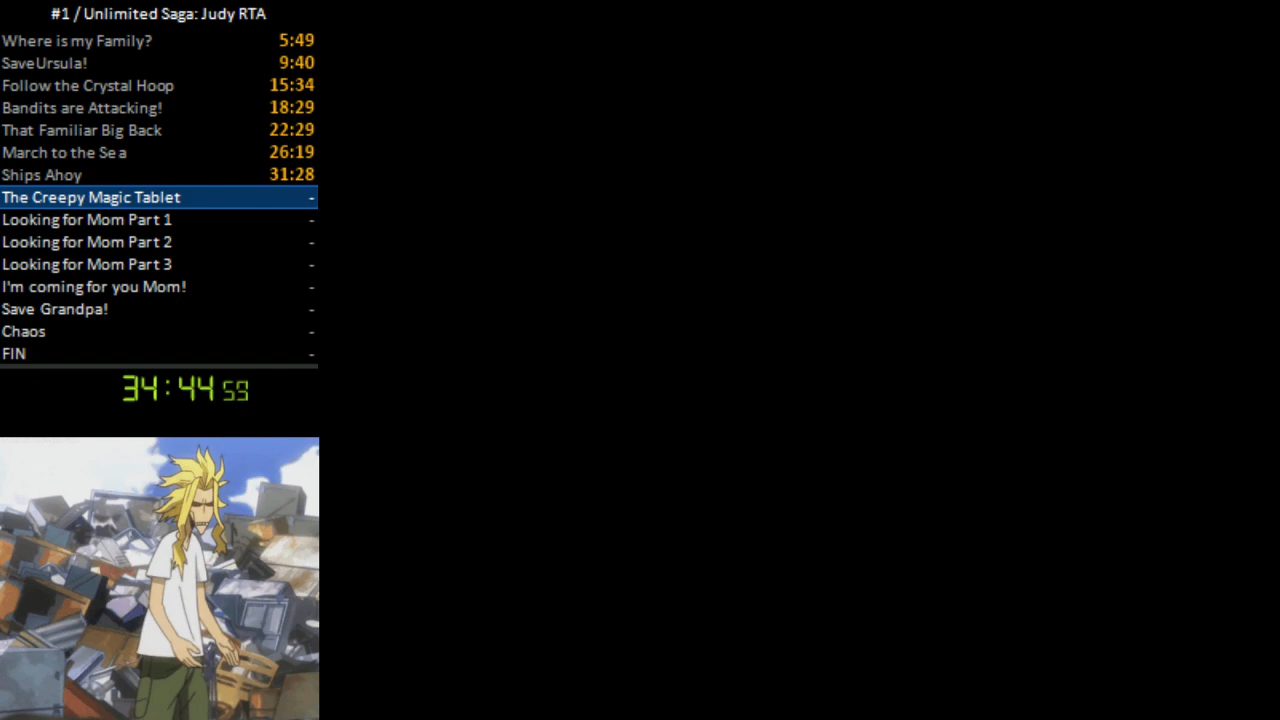 #1 / Unlimited Saga: Judy RTA
Where is my Family? 5:49
Save Ursula! 9:40
Follow the Crystal Hoop 15:34
Bandits are Attacking! 18:29
That Familiar Big Back 22:29
March to the Sea 26:19
Ships Ahoy 31:28
The Creepy Magic Tablet -
Looking for Mom Part 1 -
Looking for Mom Part 2 -
Looking for Mom Part 3 -
I'm coming for you Mom! -
Save Grandpa! -
Chaos -
FIN -
34:44 59